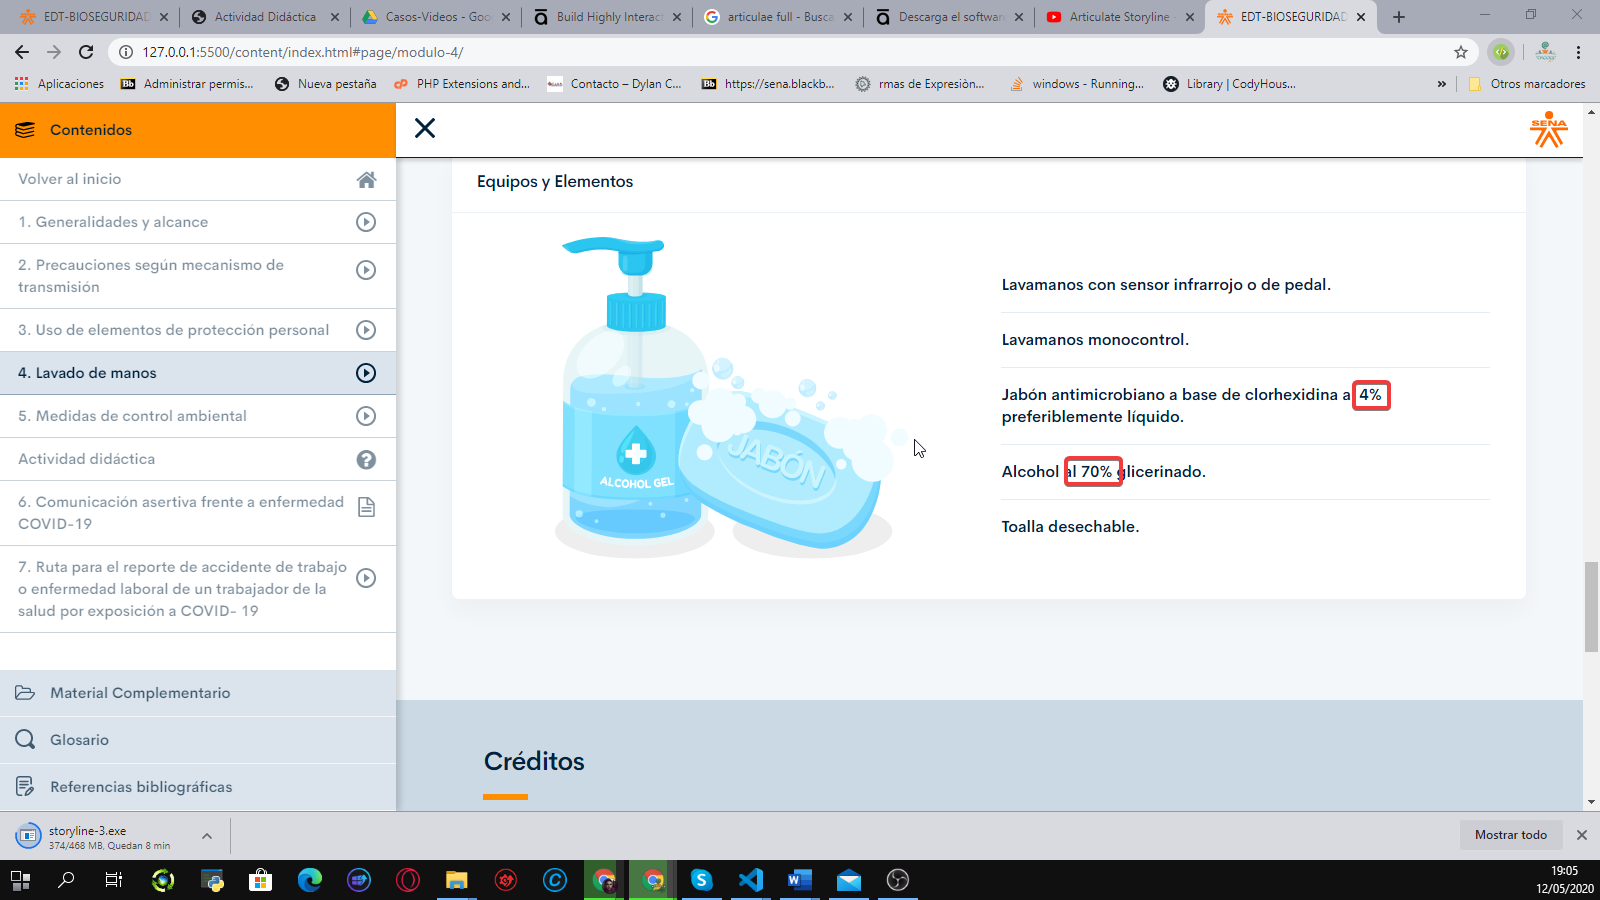 EDT-BIOSEGURIDAD
Actividad Didáctica
Casos-Videos - Goo
Build Highly Interact
articulae full - Busca
Descarga el software
Articulate Storyline
EDT-BIOSEGURIDAD
127.0.0.1:5500/content/index.html#page/modulo-4/
Aplicaciones
Bb Administrar permis...
Nueva pestaña
PHP Extensions and...
Contacto – Dylan C...
Bb https://sena.blackb...
rmas de Expresiòn...
windows - Running...
Library | CodyHous...
»
Otros marcadores
Contenidos
SENA
Volver al inicio
1. Generalidades y alcance
2. Precauciones según mecanismo de
transmisión
3. Uso de elementos de protección personal
4. Lavado de manos
5. Medidas de control ambiental
Actividad didáctica
6. Comunicación asertiva frente a enfermedad
COVID-19
7. Ruta para el reporte de accidente de trabajo
o enfermedad laboral de un trabajador de la
salud por exposición a COVID- 19
Material Complementario
Glosario
Referencias bibliográficas
Equipos y Elementos
ALCOHOL GEL
JABÓN
Lavamanos con sensor infrarrojo o de pedal.
Lavamanos monocontrol.
Jabón antimicrobiano a base de clorhexidina a 4%
preferiblemente líquido.
Alcohol al 70% glicerinado.
Toalla desechable.
Créditos
storyline-3.exe
374/468 MB, Quedan 8 min
Mostrar todo
19:05
12/05/2020